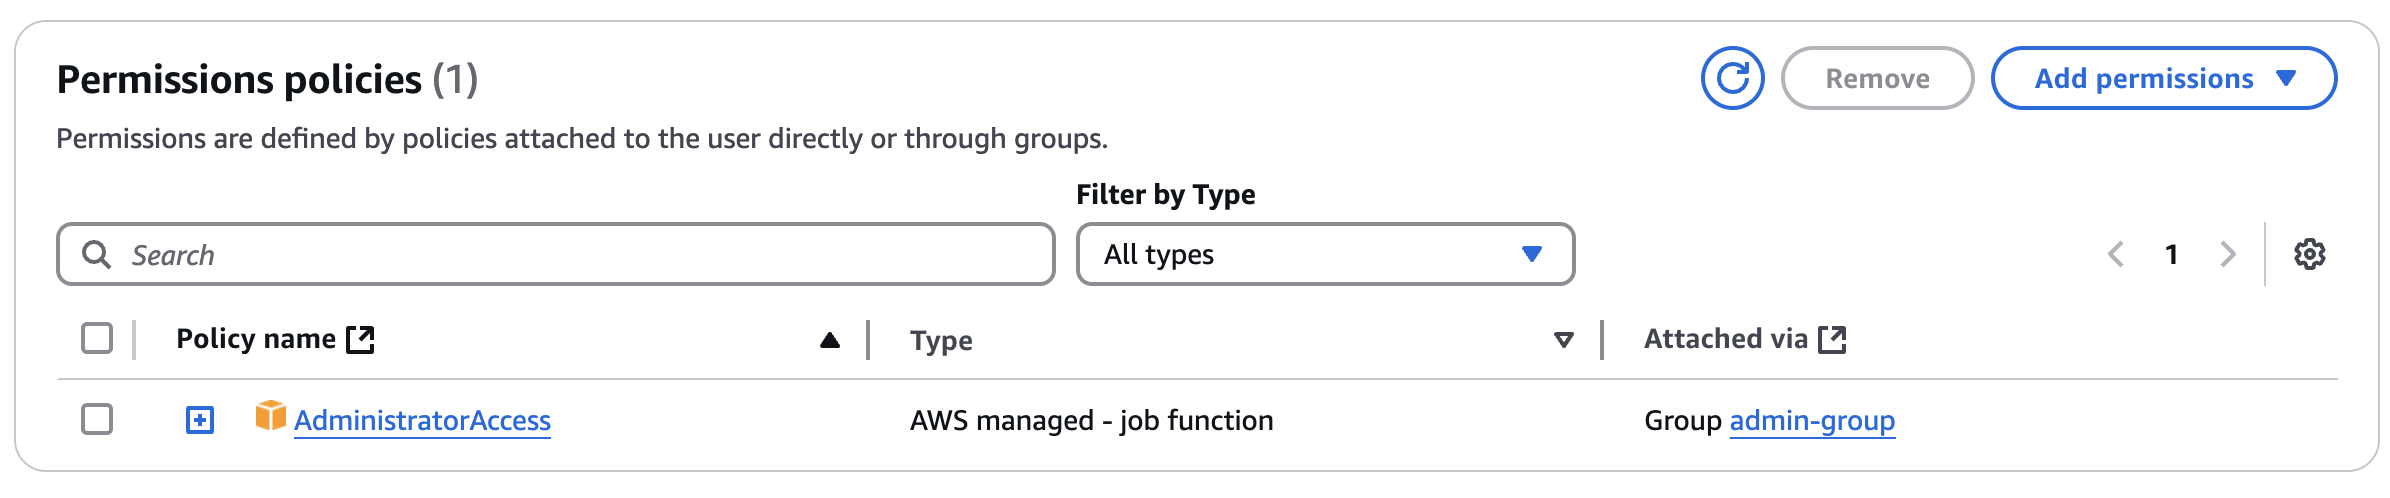 Permissions policies (1)
Remove
Add permissions
Permissions are defined by policies attached to the user directly or through groups.
Filter by Type
Search
All types
1
Policy name
Type
Attached via
AdministratorAccess
AWS managed - job function
Group admin-group